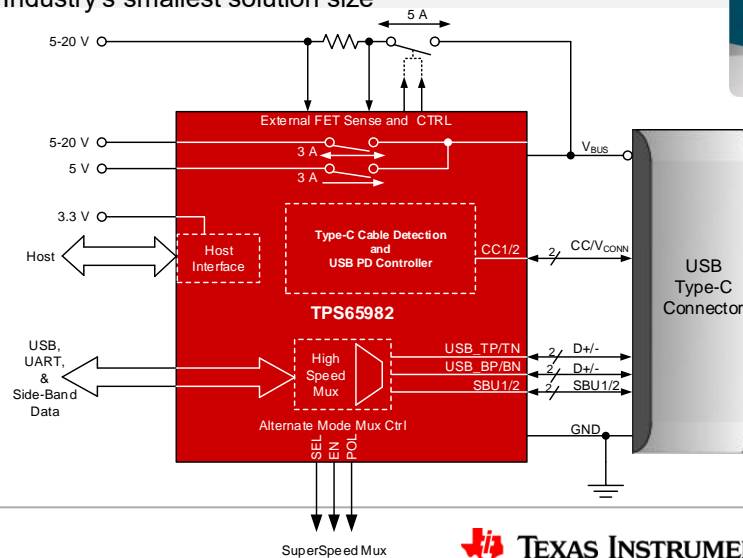 Industry's smallest solution size
5 A
5-20 V
External FET Sense and CTRL
5-20 V
3 A
5 V
3 A
VBUS
3.3 V
Host
Host
Interface
Type-C Cable Detection
and
USB PD Controller
CC1/2
2
CC/VCONN
USB
Type-C
Connector
TPS65982
USB,
UART,
&
Side-Band
Data
High
Speed
Mux
USB_TP/TN
2
D+/-
USB_BP/BN
2
D+/-
SBU1/2
2
SBU1/2
Alternate Mode Mux Ctrl
SEL
EN
POL
GND
SuperSpeed Mux
TEXAS INSTRUME